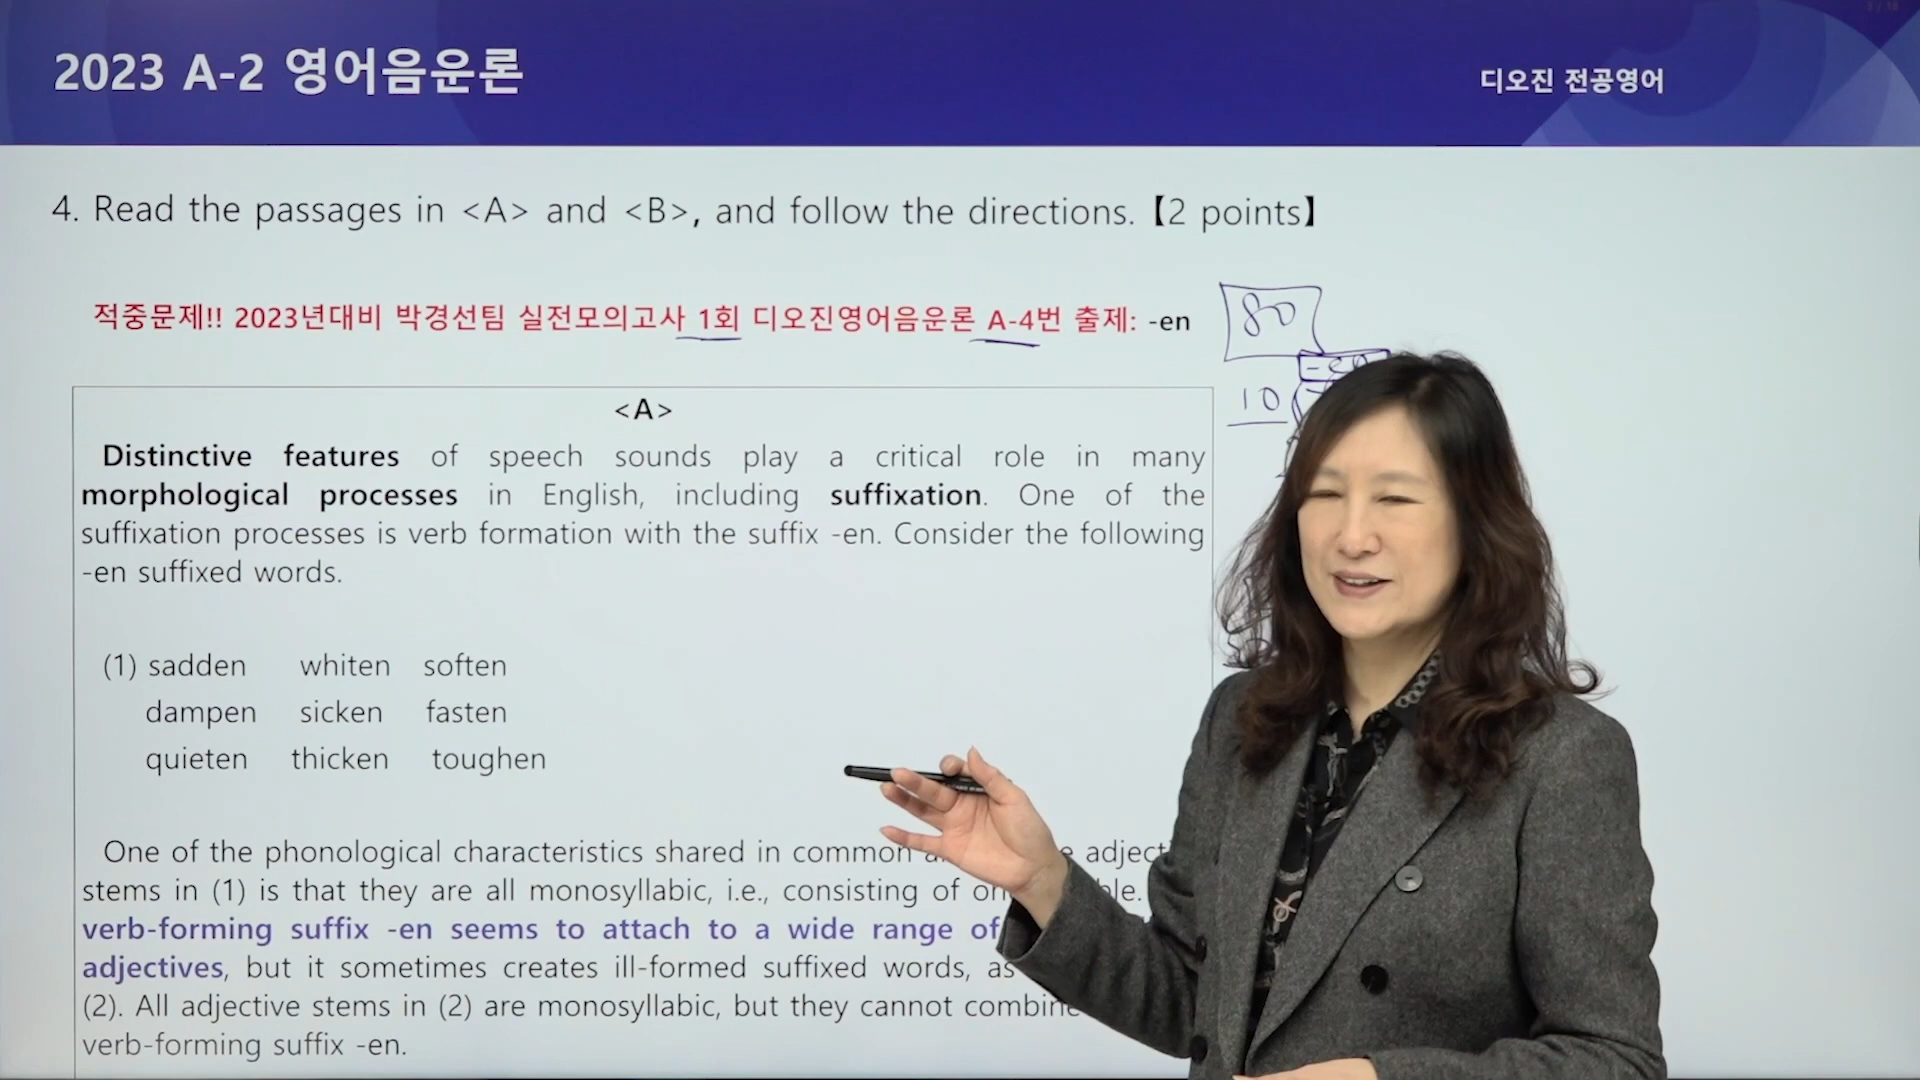 2023 A-2 영어음운론
디오진 전공영어
4. Read the passages in <A> and <B>, and follow the directions.【2 points】
적중문제!! 2023년대비 박경선팀 실전모의고사 1회 디오진영어음운론 A-4번 출제: -en
80
-en
10
<A>
Distinctive features of speech sounds play a critical role in many
morphological processes in English, including suffixation. One of the
suffixation processes is verb formation with the suffix -en. Consider the following
-en suffixed words.
(1) sadden whiten soften
dampen sicken fasten
quieten thicken toughen
One of the phonological characteristics shared in common
stems in (1) is that they are all monosyllabic, i.e., consisting of
verb-forming suffix -en seems to attach to a wide range of
adjectives, but it sometimes creates ill-formed suffixed words, as
(2). All adjective stems in (2) are monosyllabic, but they cannot combine
verb-forming suffix -en.